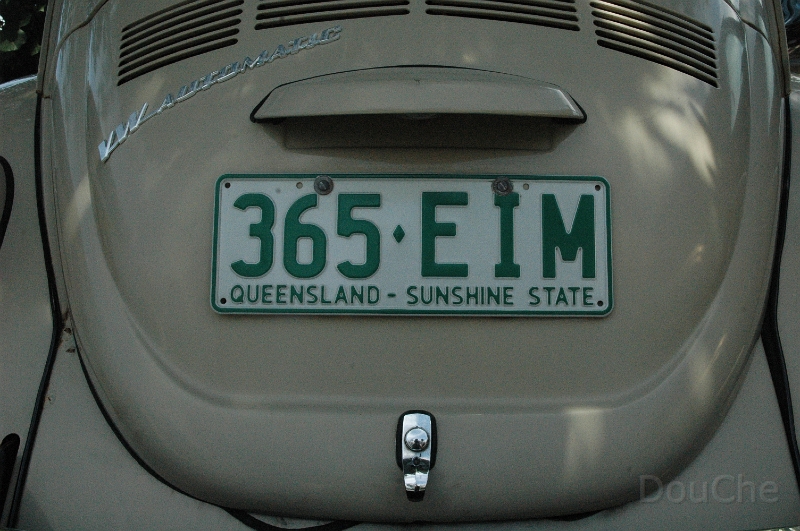 VW AUTOMATIC
365·EIM
QUEENSLAND - SUNSHINE STATE
DouChe